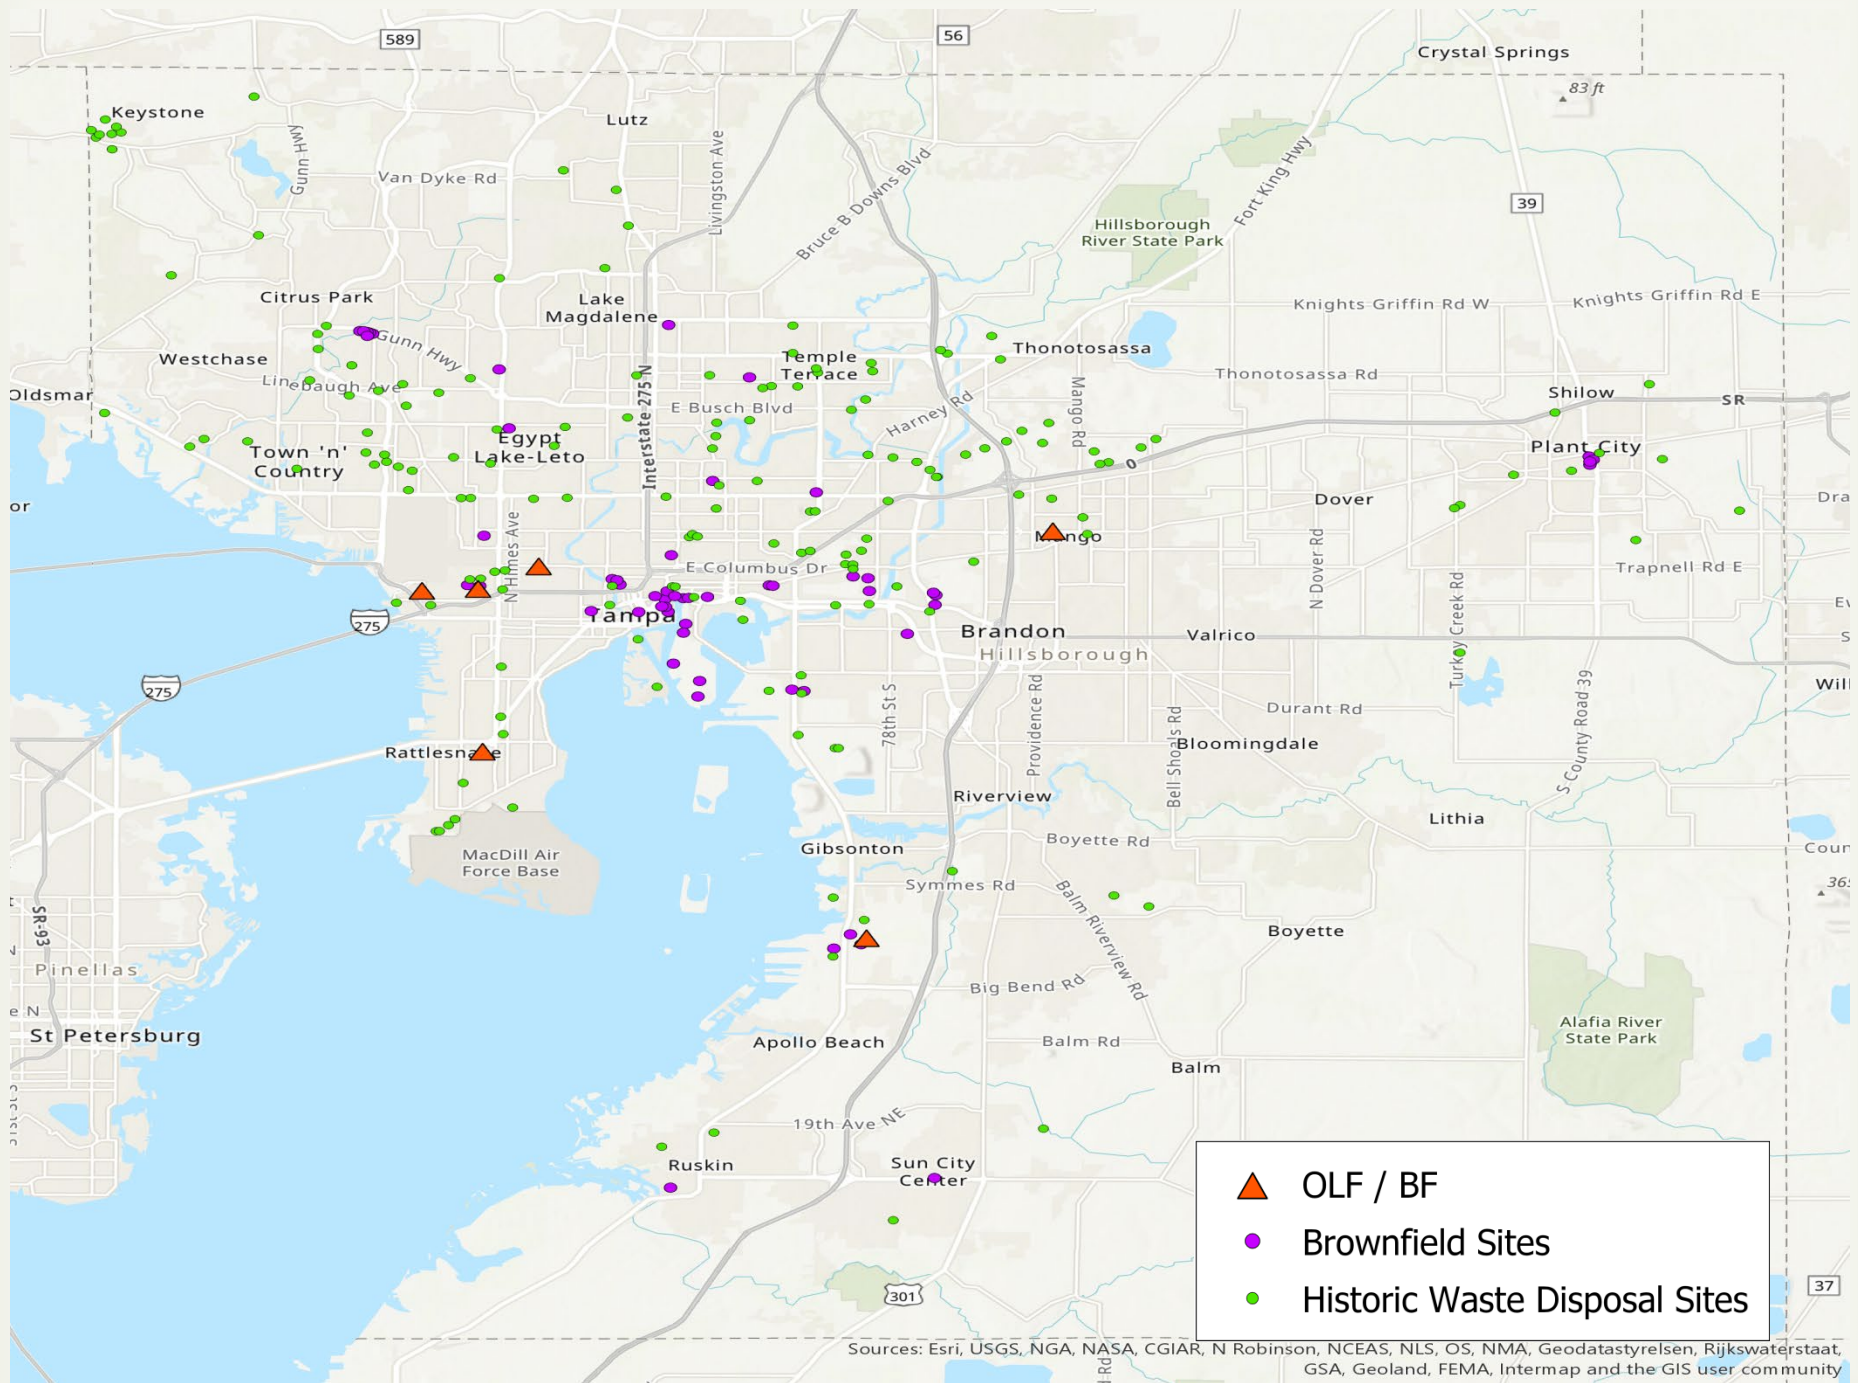 589
56
Crystal Springs
83 ft
Keystone
Lutz
Gunn Hwy
Van Dyke Rd
Livingston Ave
Bruce B Downs Blvd
Fort King Hwy
39
Hillsborough
River State Park
Citrus Park
Lake
Magdalene
Knights Griffin Rd W
Knights Griffin Rd E
Gunn Hwy
Westchase
Temple
Terrace
Thonotosassa
Linebaugh Ave
Thonotosassa Rd
Oldsmar
Shilow
SR
E Busch Blvd
Harney Rd
Mango Rd
Interstate 275 N
Egypt
Lake-Leto
Town 'n'
Country
Plant City
0
Dover
Dra
or
N Himes Ave
Mango
E Columbus Dr
N Dover Rd
Trapnell Rd E
Turkey Creek Rd
275
Tampa
Brandon
Valrico
Hillsborough
275
Will
78th St S
Providence Rd
Bell Shoals Rd
Durant Rd
S County Road 39
Rattlesnake
Bloomingdale
Riverview
Lithia
Gibsonton
Boyette Rd
Coun
MacDill Air
Force Base
Symmes Rd
Balm Riverview Rd
365
SR-93
Boyette
Pinellas
Big Bend Rd
e N
St Petersburg
Apollo Beach
Balm Rd
Alafia River
State Park
Balm
19th Ave NE
Ruskin
Sun City
Center
301
37
OLF / BF
Brownfield Sites
Historic Waste Disposal Sites
Sources: Esri, USGS, NGA, NASA, CGIAR, N Robinson, NCEAS, NLS, OS, NMA, Geodatastyrelsen, Rijkswaterstaat,
GSA, Geoland, FEMA, Intermap and the GIS user community